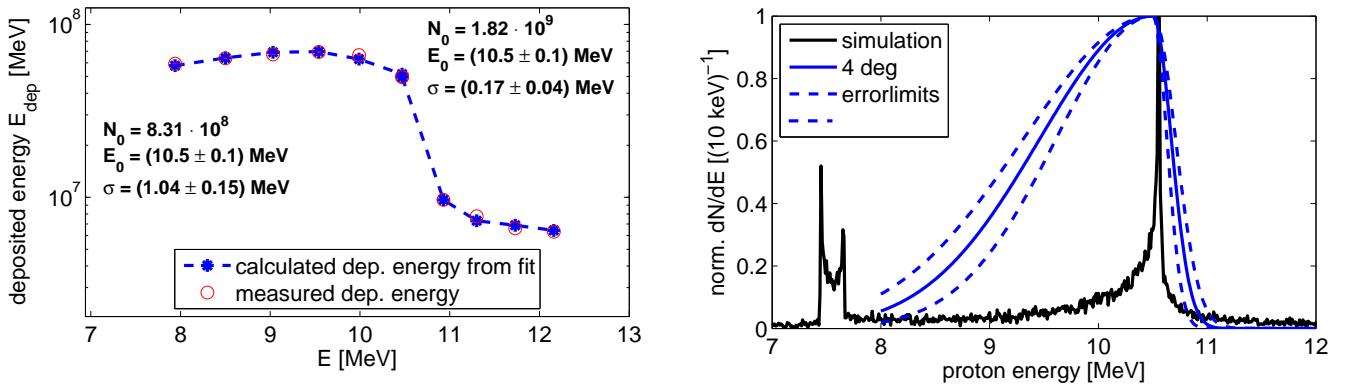 10^8
10^7
deposited energy E_dep [MeV]
N_0 = 1.82 · 10^9
E_0 = (10.5 ± 0.1) MeV
σ = (0.17 ± 0.04) MeV
N_0 = 8.31 · 10^8
E_0 = (10.5 ± 0.1) MeV
σ = (1.04 ± 0.15) MeV
calculated dep. energy from fit
measured dep. energy
7 8 9 10 11 12 13
E [MeV]
norm. dN/dE [(10 keV)^-1]
1
0.8
0.6
0.4
0.2
0
simulation
4 deg
errorlimits
7 8 9 10 11 12
proton energy [MeV]